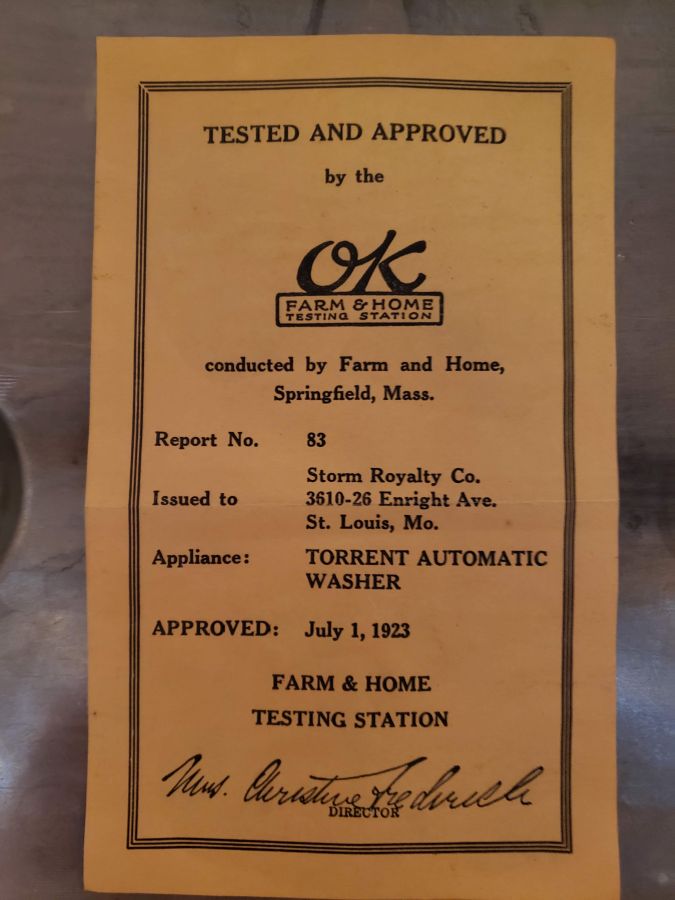 TESTED AND APPROVED
by the
OK
FARM & HOME
TESTING STATION
conducted by Farm and Home,
Springfield, Mass.
Report No. 83
Storm Royalty Co.
Issued to 3610-26 Enright Ave.
St. Louis, Mo.
Appliance: TORRENT AUTOMATIC
WASHER
APPROVED: July 1, 1923
FARM & HOME
TESTING STATION
Mrs. Christine Frederick
DIRECTOR